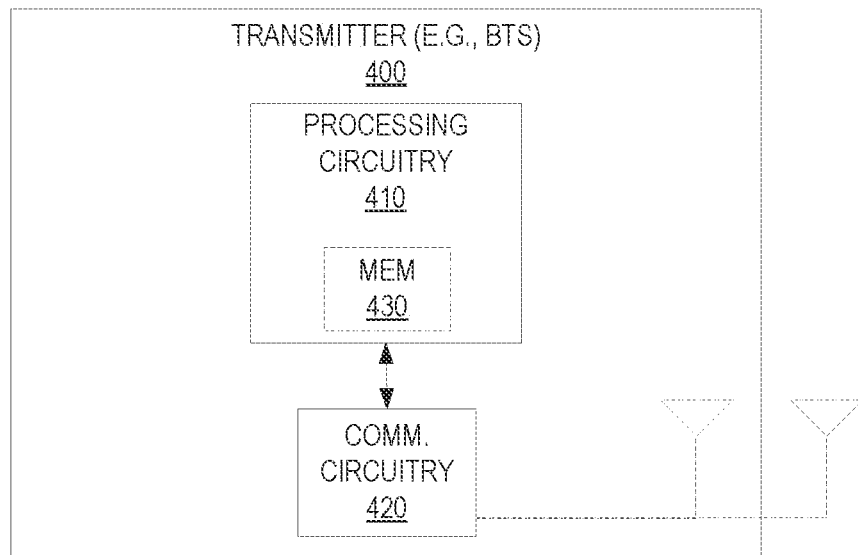 TRANSMITTER (E.G., BTS)
400
PROCESSING
CIRCUITRY
410
MEM
430
COMM.
CIRCUITRY
420